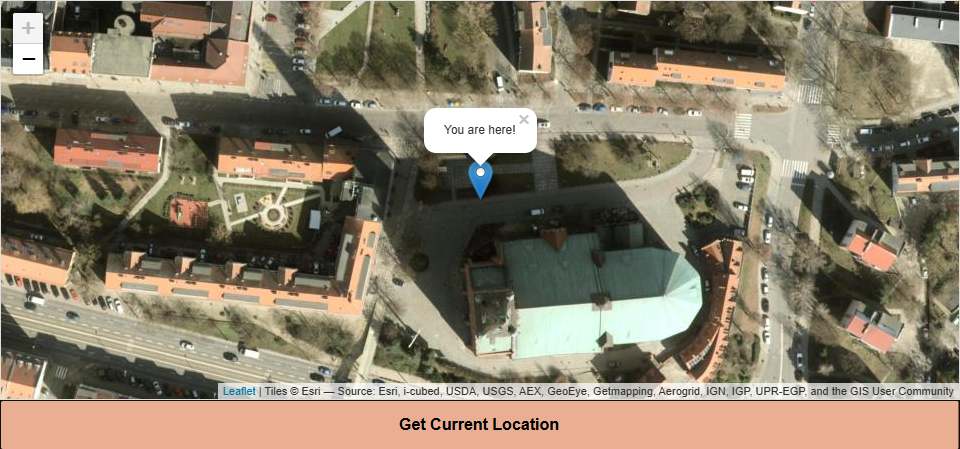 +
−
You are here! ×
Leaflet | Tiles © Esri — Source: Esri, i-cubed, USDA, USGS, AEX, GeoEye, Getmapping, Aerogrid, IGN, IGP, UPR-EGP, and the GIS User Community
Get Current Location